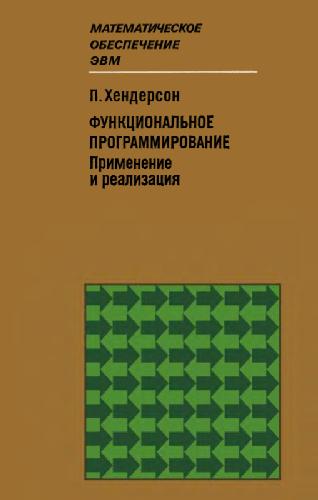 МАТЕМАТИЧЕСКОЕ
ОБЕСПЕЧЕНИЕ
ЭВМ
П. Хендерсон
ФУНКЦИОНАЛЬНОЕ
ПРОГРАММИРОВАНИЕ
Применение
и реализация